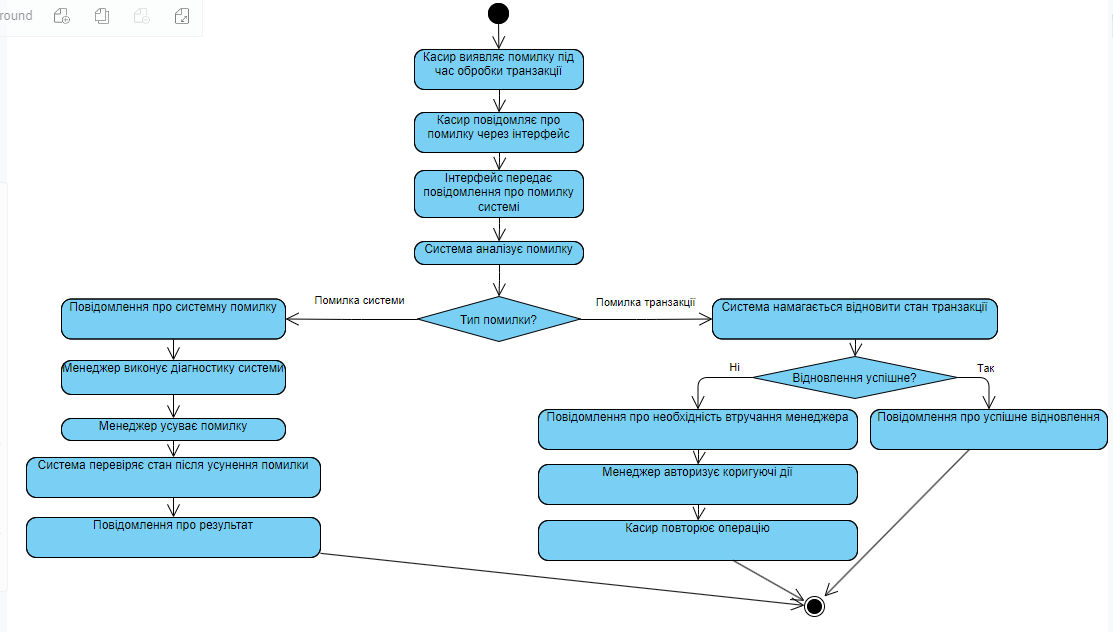 round
Касир виявляє помилку під
час обробки транзакції
Касир повідомляє про
помилку через інтерфейс
Інтерфейс передає
повідомлення про помилку
системі
Система аналізує помилку
Тип помилки?
Помилка системи
Помилка транзакції
Повідомлення про системну помилку
Менеджер виконує діагностику системи
Менеджер усуває помилку
Система перевіряє стан після усунення помилки
Повідомлення про результат
Система намагається відновити стан транзакції
Відновлення успішне?
Ні
Так
Повідомлення про необхідність втручання менеджера
Повідомлення про успішне відновлення
Менеджер авторизує коригуючі дії
Касир повторює операцію